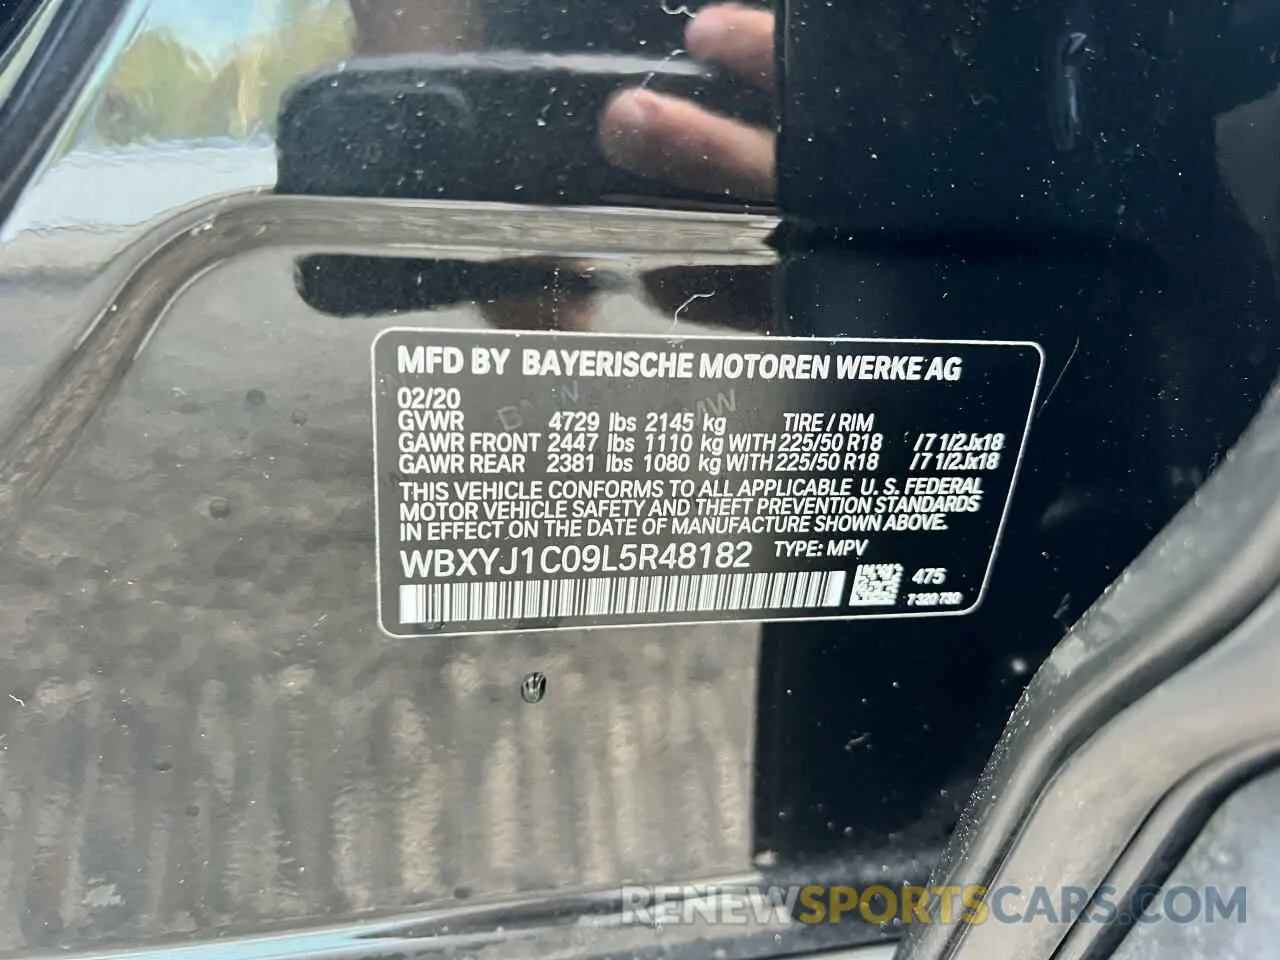 MFD BY BAYERISCHE MOTOREN WERKE AG
02/20
GVWR 4729 lbs 2145 kg TIRE / RIM
GAWR FRONT 2447 lbs 1110 kg WITH 225/50 R18 /7 1/2Jx18
GAWR REAR 2381 lbs 1080 kg WITH 225/50 R18 /7 1/2Jx18
THIS VEHICLE CONFORMS TO ALL APPLICABLE U. S. FEDERAL
MOTOR VEHICLE SAFETY AND THEFT PREVENTION STANDARDS
IN EFFECT ON THE DATE OF MANUFACTURE SHOWN ABOVE.
WBXYJ1C09L5R48182 TYPE: MPV
475
7 320 730
RENEWSPORTSCARS.COM